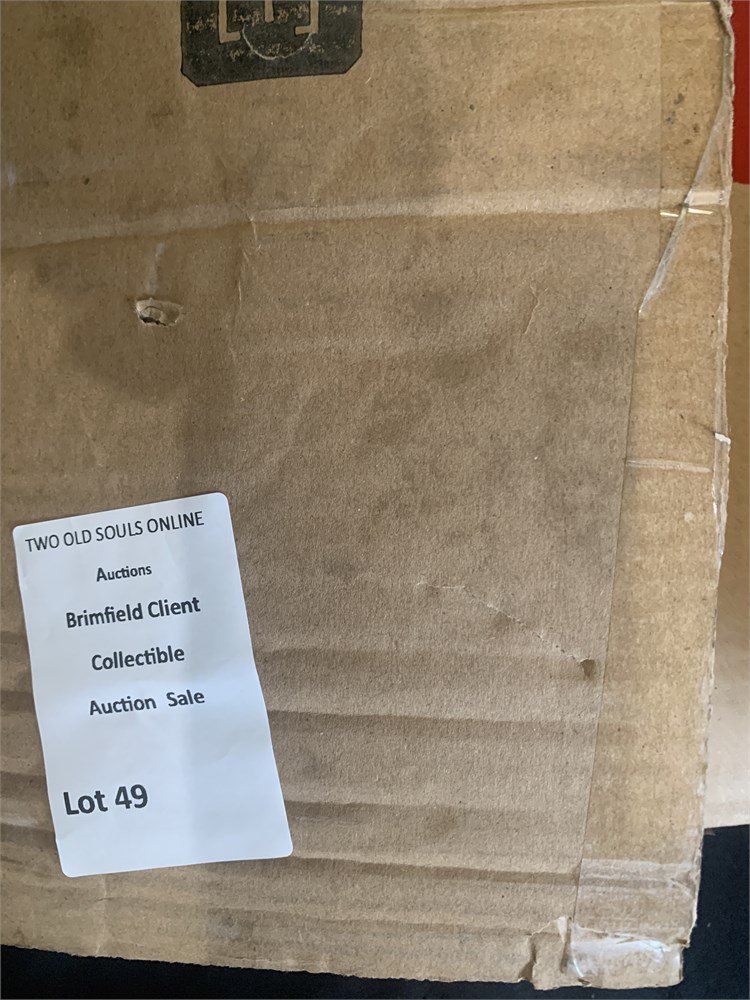 TWO OLD SOULS ONLINE
Auctions
Brimfield Client
Collectible
Auction Sale
Lot 49